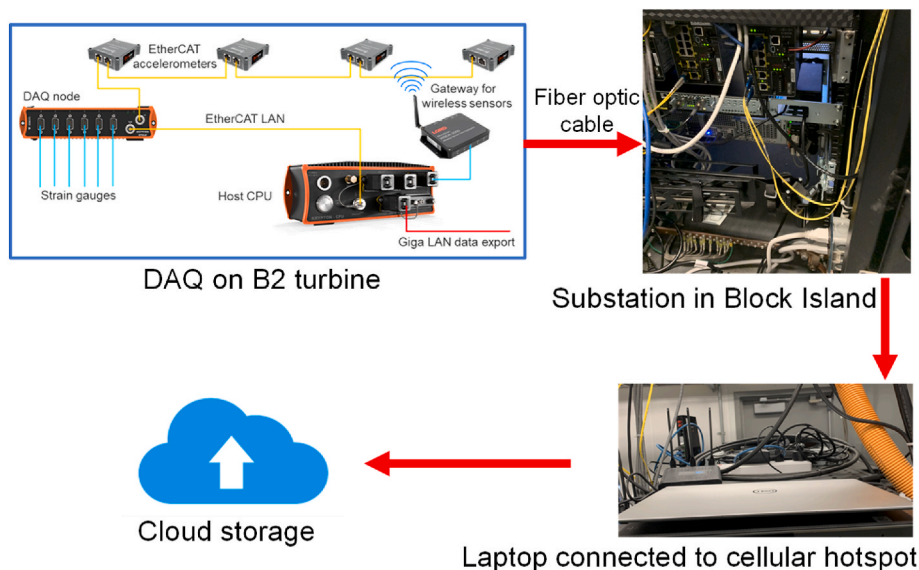 EtherCAT
accelerometers
DAQ node
EtherCAT LAN
Gateway for
wireless sensors
Strain gauges
Host CPU
Giga LAN data export
Fiber optic
cable
DAQ on B2 turbine
Substation in Block Island
Cloud storage
Laptop connected to cellular hotspot